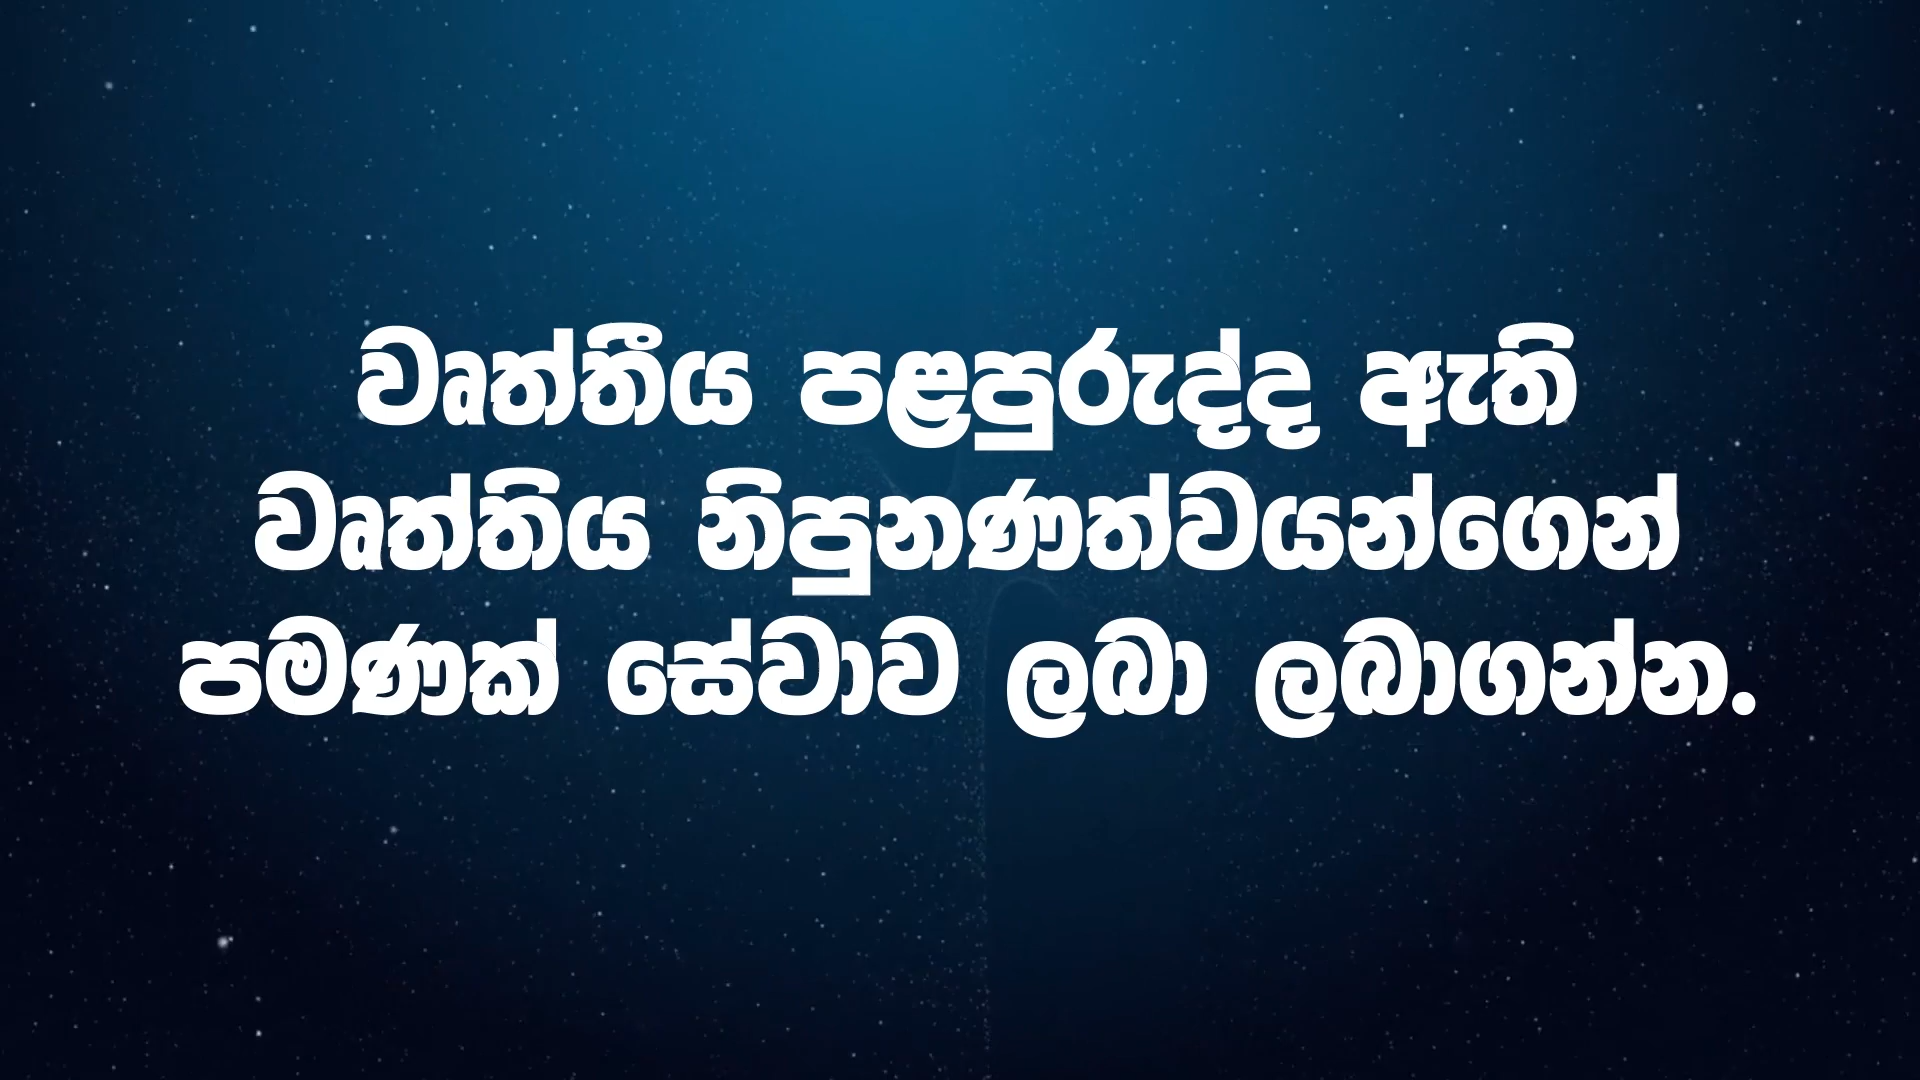 වෘත්තීය පළපුරුද්ද ඇති
වෘත්තිය නිපුනණත්වයන්ගෙන්
පමණක් සේවාව ලබා ලබාගන්න.